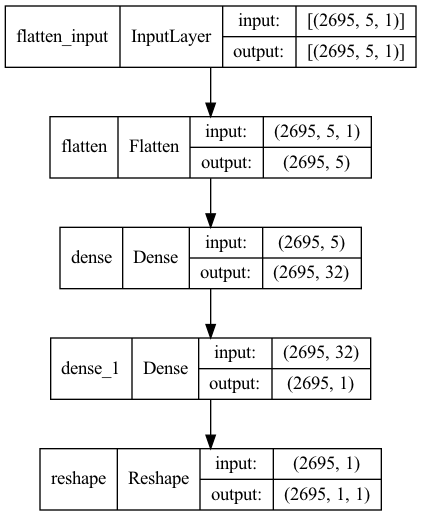 flatten_input InputLayer input: [(2695, 5, 1)]
output: [(2695, 5, 1)]
flatten Flatten input: (2695, 5, 1)
output: (2695, 5)
dense Dense input: (2695, 5)
output: (2695, 32)
dense_1 Dense input: (2695, 32)
output: (2695, 1)
reshape Reshape input: (2695, 1)
output: (2695, 1, 1)